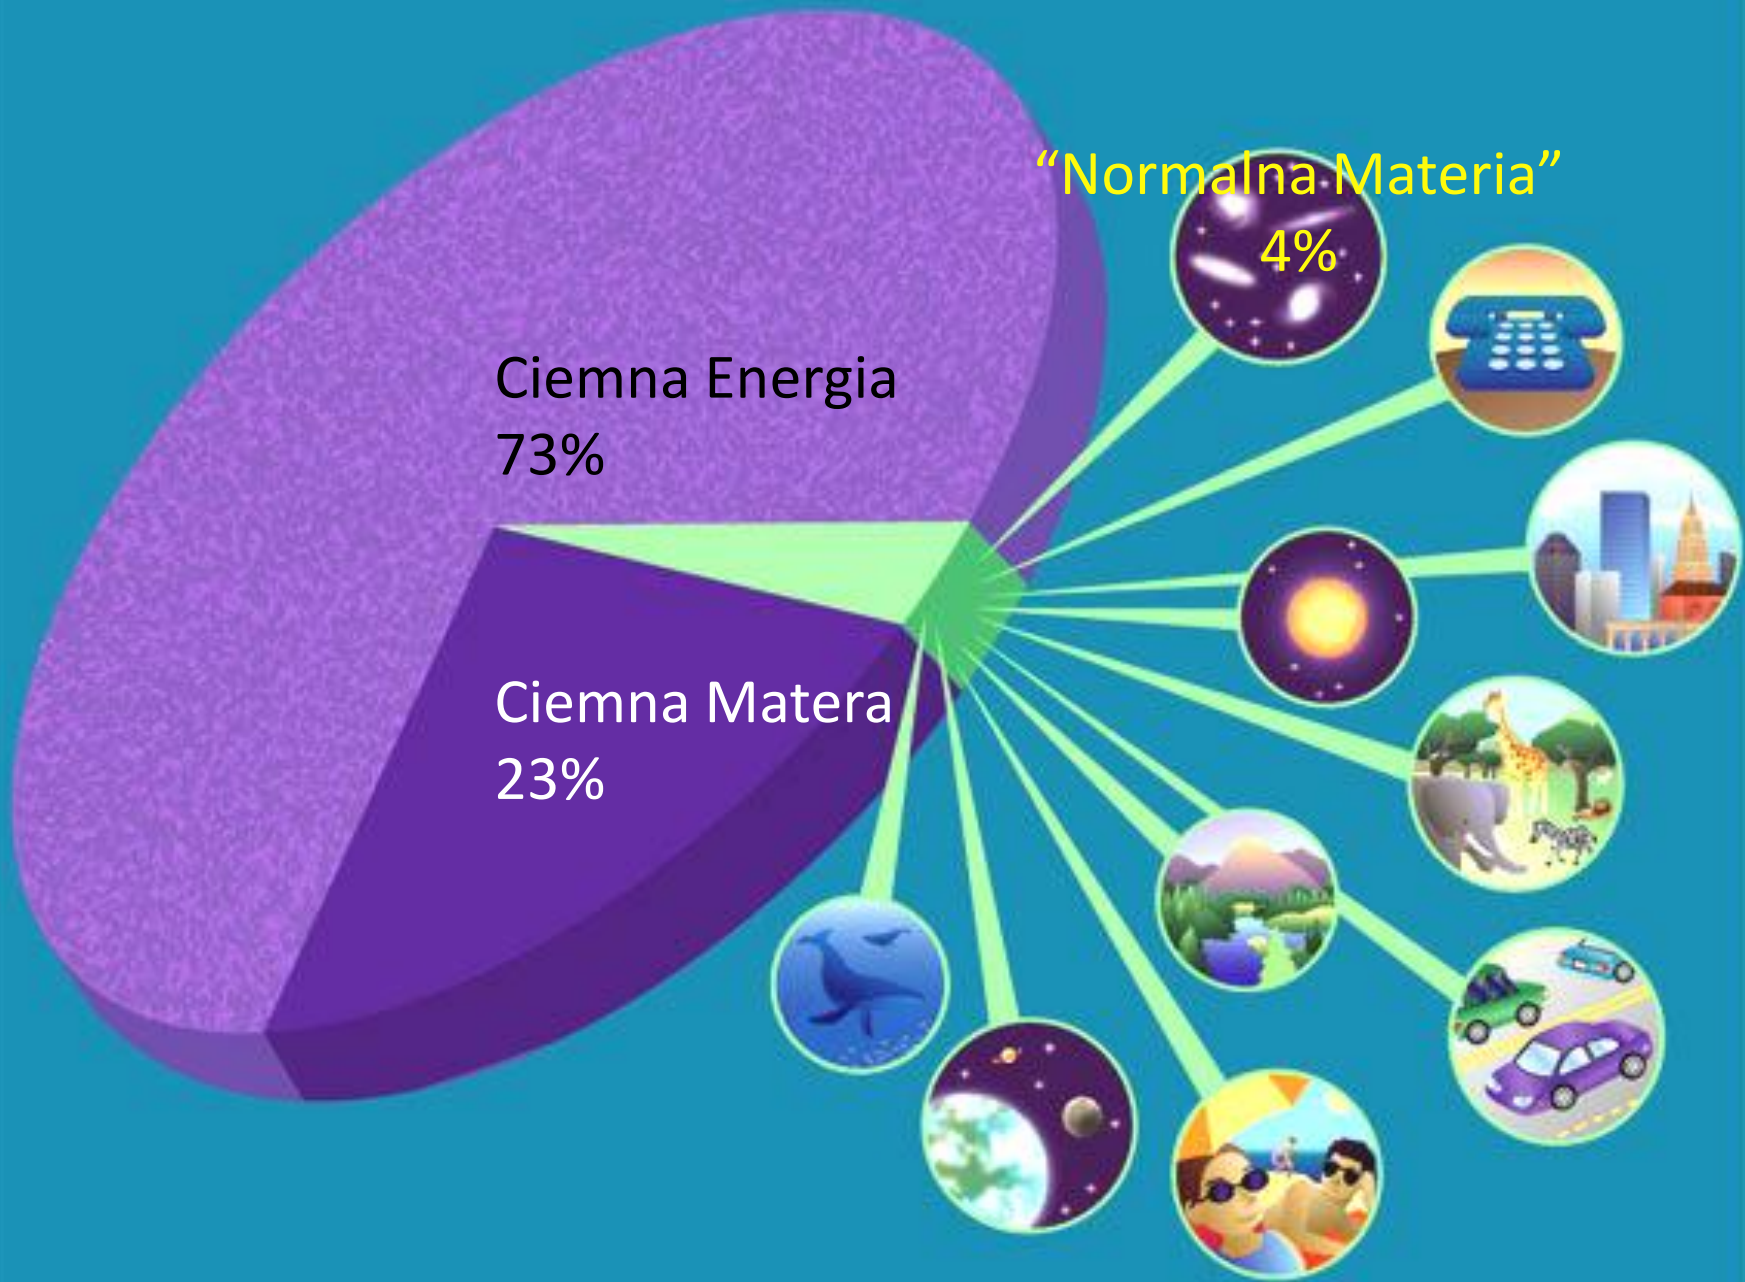 “Normalna Materia”
4%
Ciemna Energia
73%
Ciemna Matera
23%